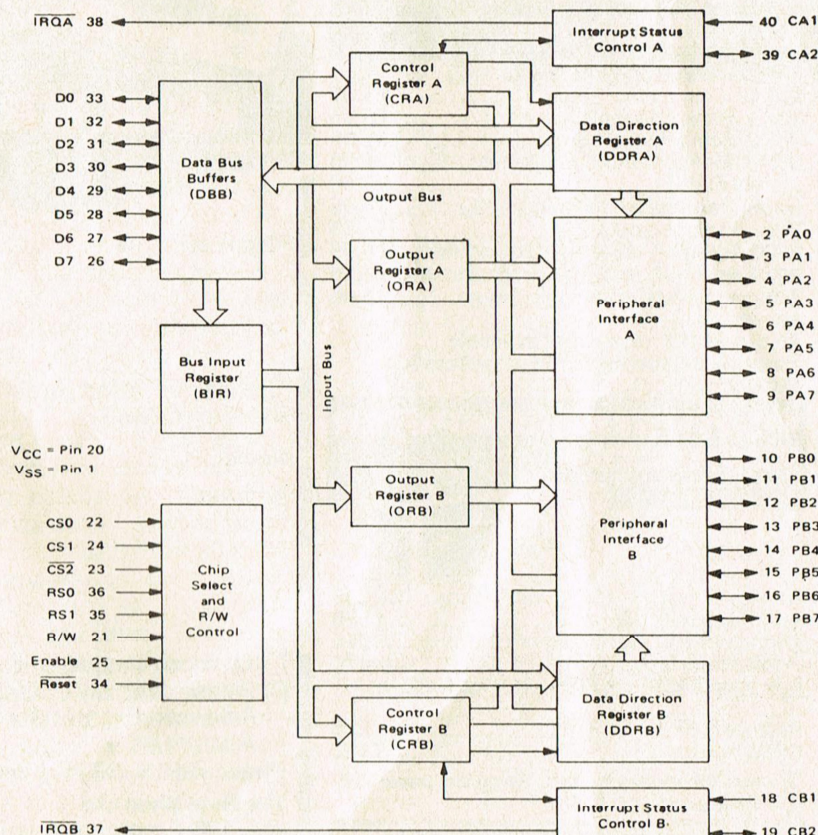 IRQA 38
Interrupt Status
Control A
40 CA1
39 CA2
Control
Register A
(CRA)
D0 33
D1 32
D2 31
D3 30
D4 29
D5 28
D6 27
D7 26
Data Bus
Buffers
(DBB)
Data Direction
Register A
(DDRA)
Output Bus
Output
Register A
(ORA)
Peripheral
Interface
A
2 PA0
3 PA1
4 PA2
5 PA3
6 PA4
7 PA5
8 PA6
9 PA7
Bus Input
Register
(BIR)
Input Bus
VCC = Pin 20
VSS = Pin 1
Output
Register B
(ORB)
Peripheral
Interface
B
10 PB0
11 PB1
12 PB2
13 PB3
14 PB4
15 PB5
16 PB6
17 PB7
CS0 22
CS1 24
CS2 23
RS0 36
RS1 35
R/W 21
Enable 25
Reset 34
Chip
Select
and
R/W
Control
Control
Register B
(CRB)
Data Direction
Register B
(DDRB)
IRQB 37
Interrupt Status
Control B
18 CB1
19 CB2